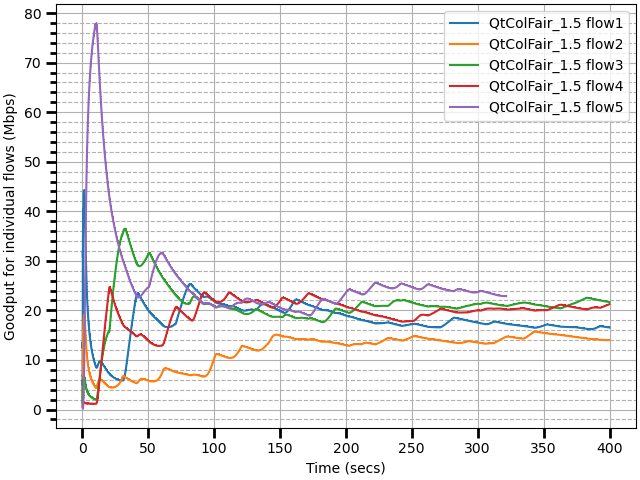 QtColFair_1.5 flow1
QtColFair_1.5 flow2
QtColFair_1.5 flow3
QtColFair_1.5 flow4
QtColFair_1.5 flow5
Goodput for individual flows (Mbps)
80
70
60
50
40
30
20
10
0
0 50 100 150 200 250 300 350 400
Time (secs)